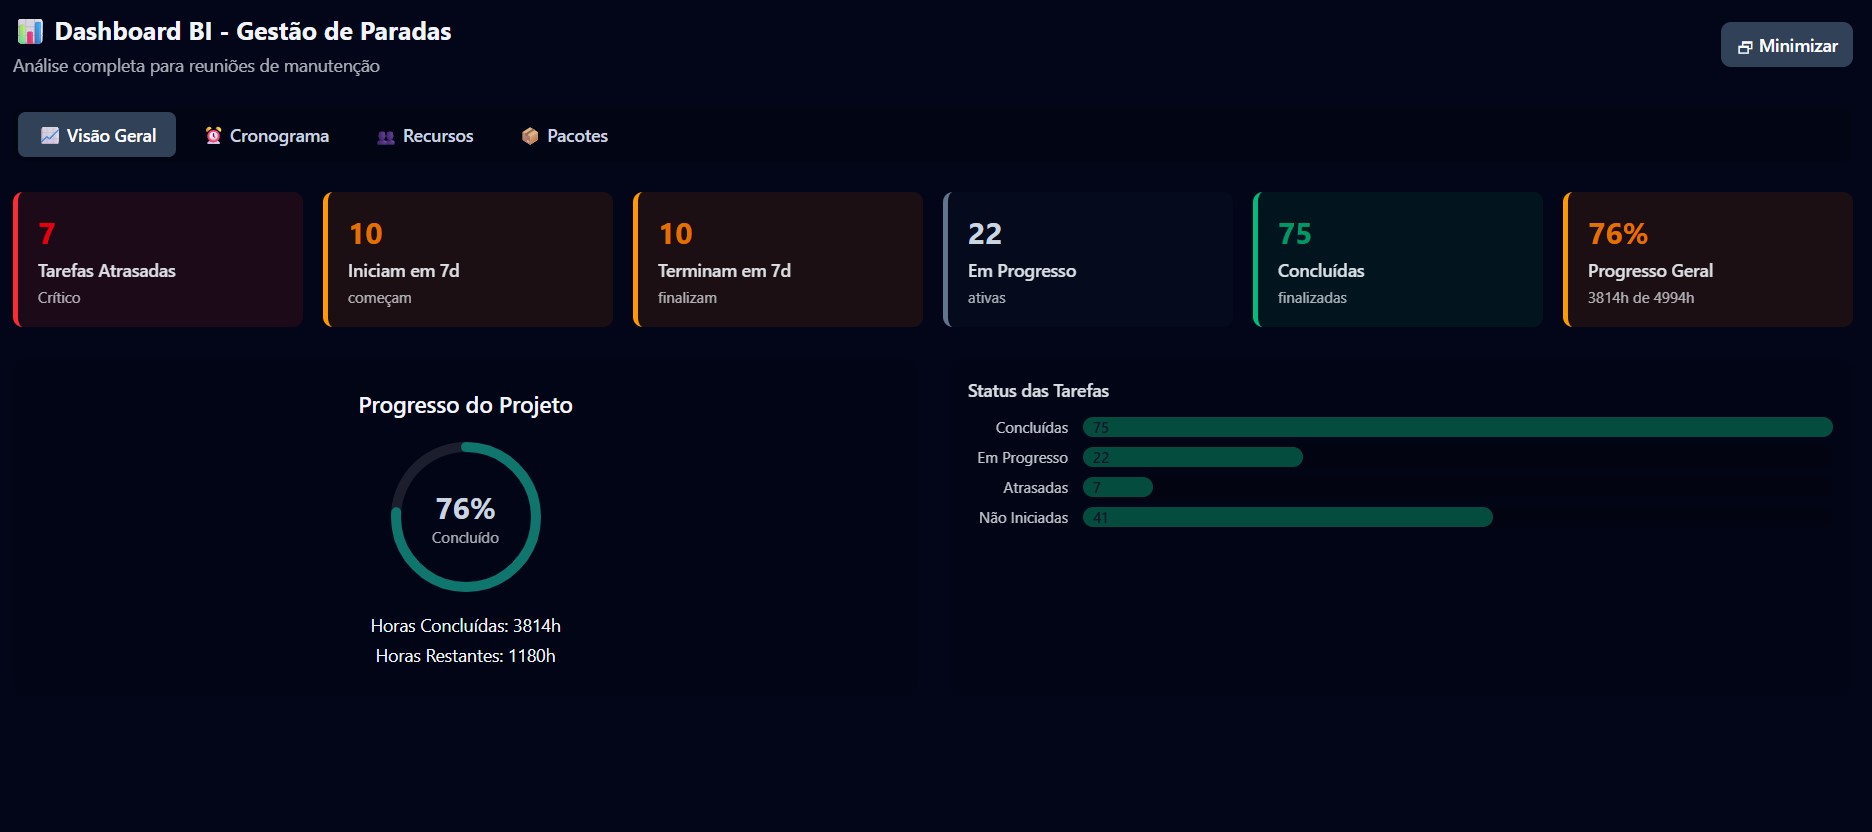 Dashboard BI - Gestão de Paradas
Análise completa para reuniões de manutenção
Minimizar
Visão Geral
Cronograma
Recursos
Pacotes
7
Tarefas Atrasadas
Crítico
10
Iniciam em 7d
começam
10
Terminam em 7d
finalizam
22
Em Progresso
ativas
75
Concluídas
finalizadas
76%
Progresso Geral
3814h de 4994h
Progresso do Projeto
76%
Concluído
Horas Concluídas: 3814h
Horas Restantes: 1180h
Status das Tarefas
Concluídas 75
Em Progresso 22
Atrasadas 7
Não Iniciadas 41